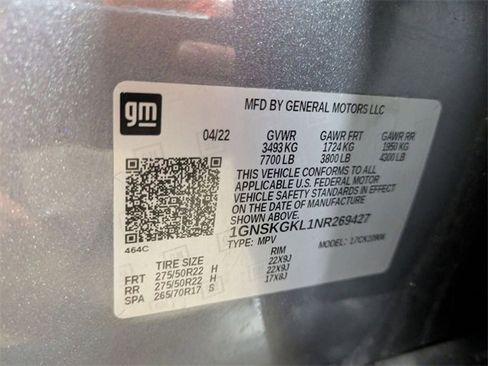 gm
MFD BY GENERAL MOTORS LLC
04/22 GVWR GAWR FRT GAWR RR
3493 KG 1724 KG 1950 KG
7700 LB 3800 LB 4300 LB
THIS VEHICLE CONFORMS TO ALL
APPLICABLE U.S. FEDERAL MOTOR
VEHICLE SAFETY STANDARDS IN EFFECT
ON THE DATE OF MANUFACTURE
SHOWN ABOVE.
1GNSKGKL1NR269427
TYPE: MPV MODEL:
464C
TIRE SIZE RIM
FRT 275/50R22 H 22X9J
RR 275/50R22 H 22X9J
SPA 265/70R17 S 17X8J